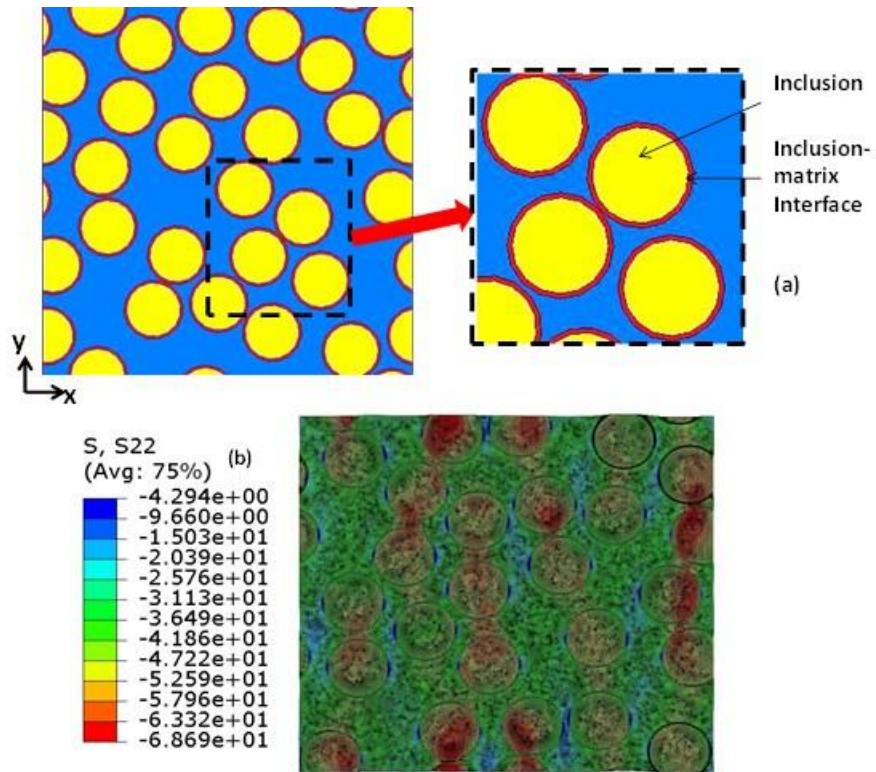 Inclusion
Inclusion-
matrix
Interface
(a)
y
x
S, S22
(b)
(Avg: 75%)
-4.294e+00
-9.660e+00
-1.503e+01
-2.039e+01
-2.576e+01
-3.113e+01
-3.649e+01
-4.186e+01
-4.722e+01
-5.259e+01
-5.796e+01
-6.332e+01
-6.869e+01